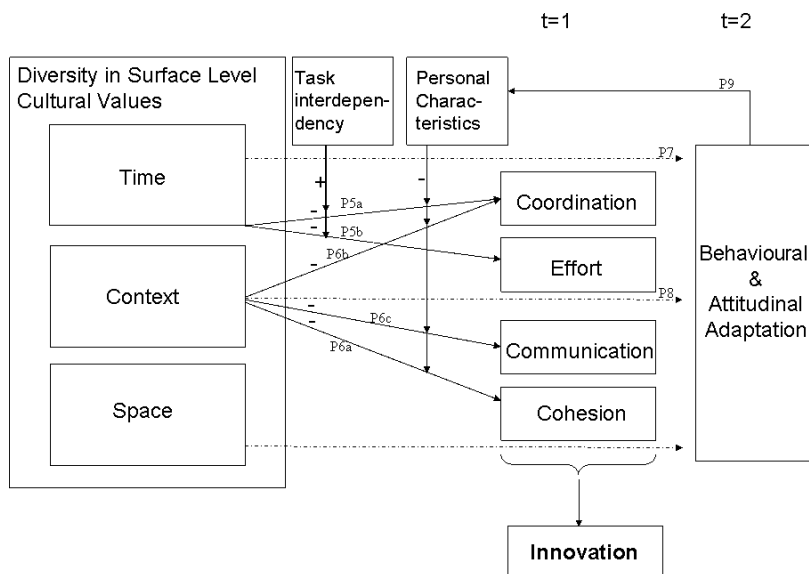 t=1
t=2
Diversity in Surface Level
Cultural Values
Task
interdepen-
dency
Personal
Charac-
teristics
P9
Time
P7
+
-
-
P5a
-
P5b
Coordination
P6b
-
Effort
Behavioural
&
Attitudinal
Adaptation
Context
P8
-
P6c
-
P6a
Communication
Space
Cohesion
Innovation